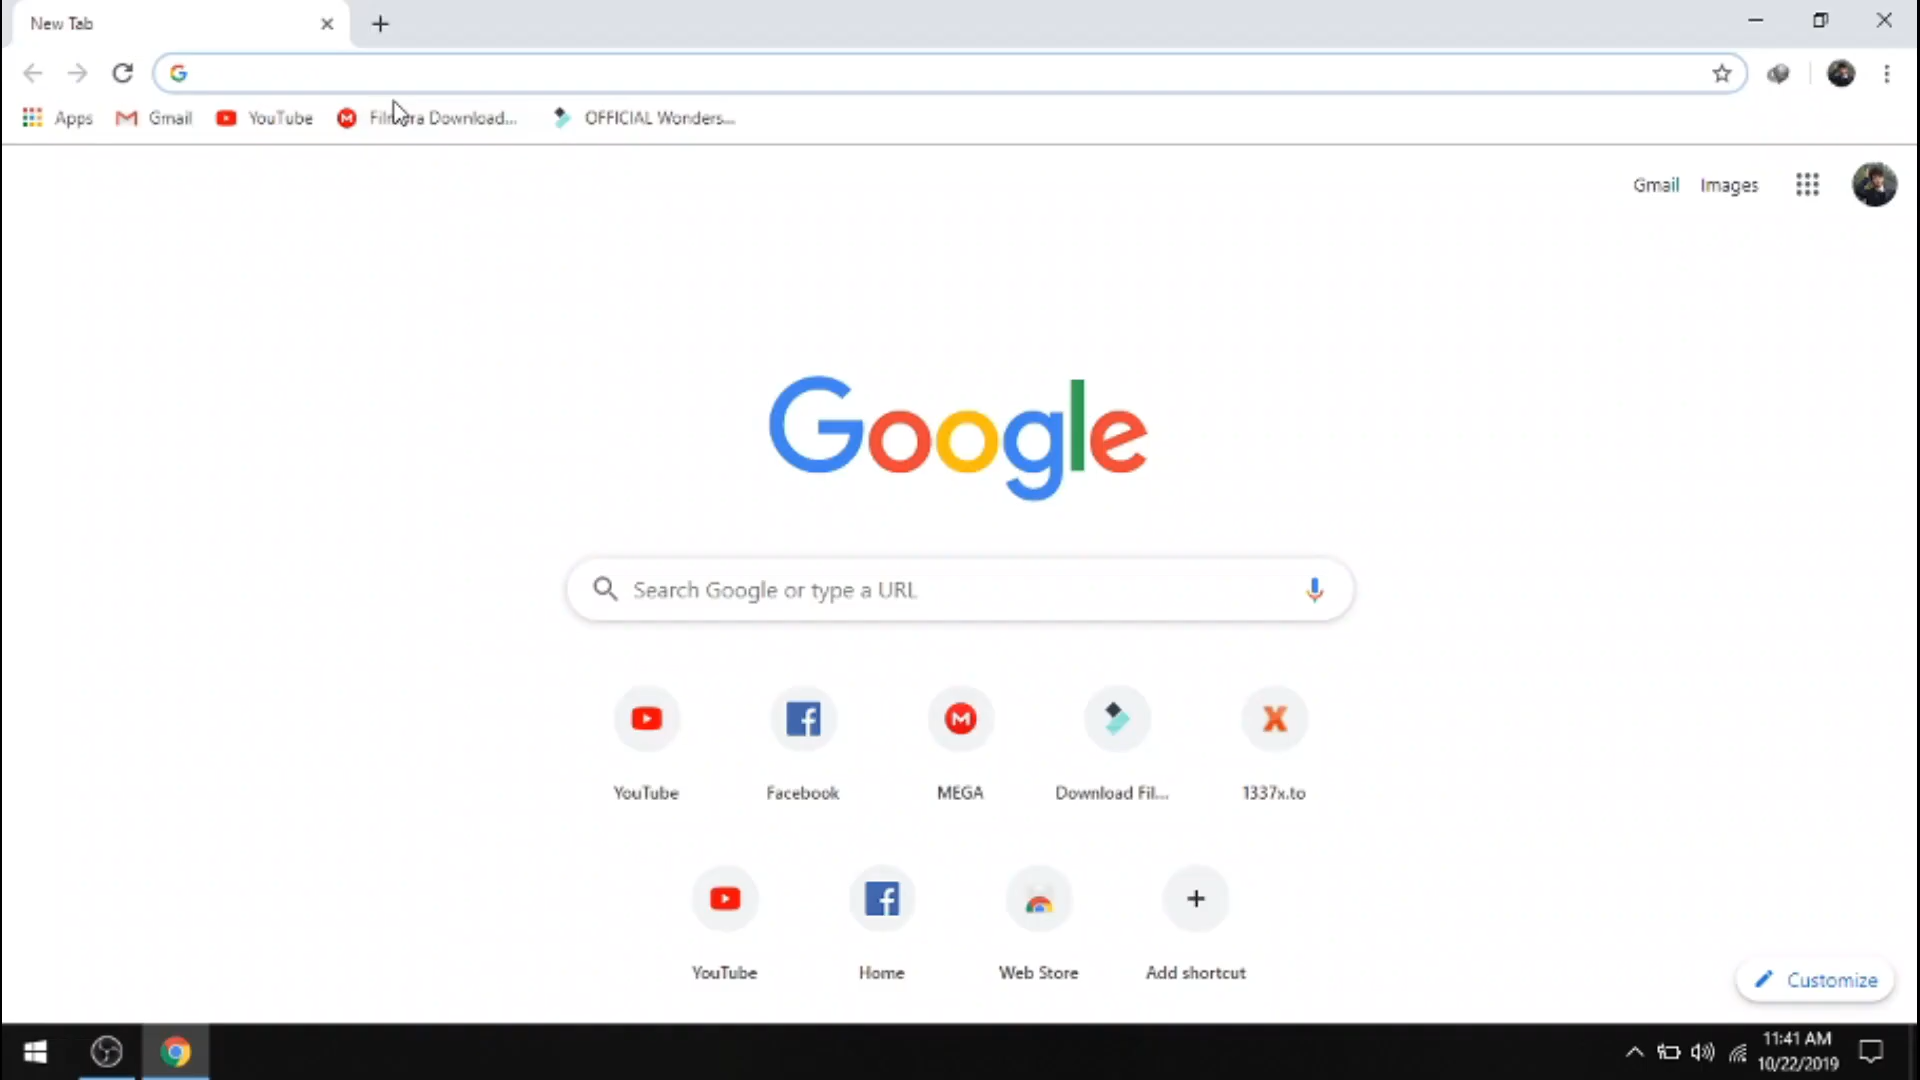 New Tab
Apps
Gmail
YouTube
Download...
OFFICIAL Wonders...
Gmail
Images
Google
Search Google or type a URL
YouTube
Facebook
MEGA
Download Fil...
1337x.to
YouTube
Home
Web Store
Add shortcut
Customize
11:41 AM
10/22/2019